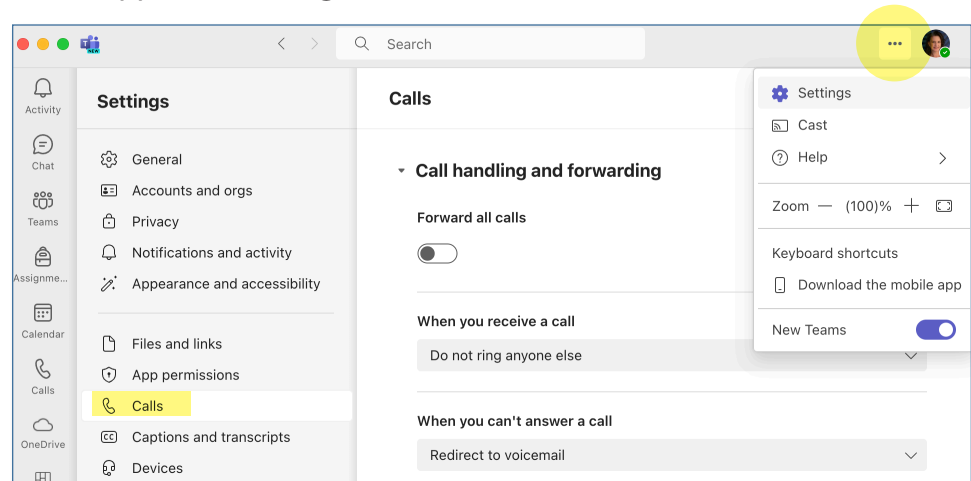 NEW
Search
...
Activity
Chat
Teams
Assignme...
Calendar
Calls
OneDrive
Settings
General
Accounts and orgs
Privacy
Notifications and activity
Appearance and accessibility
Files and links
App permissions
Calls
CC Captions and transcripts
Devices
Calls
Call handling and forwarding
Forward all calls
When you receive a call
Do not ring anyone else
When you can't answer a call
Redirect to voicemail
Settings
Cast
Help
Zoom — (100)% +
Keyboard shortcuts
Download the mobile app
New Teams